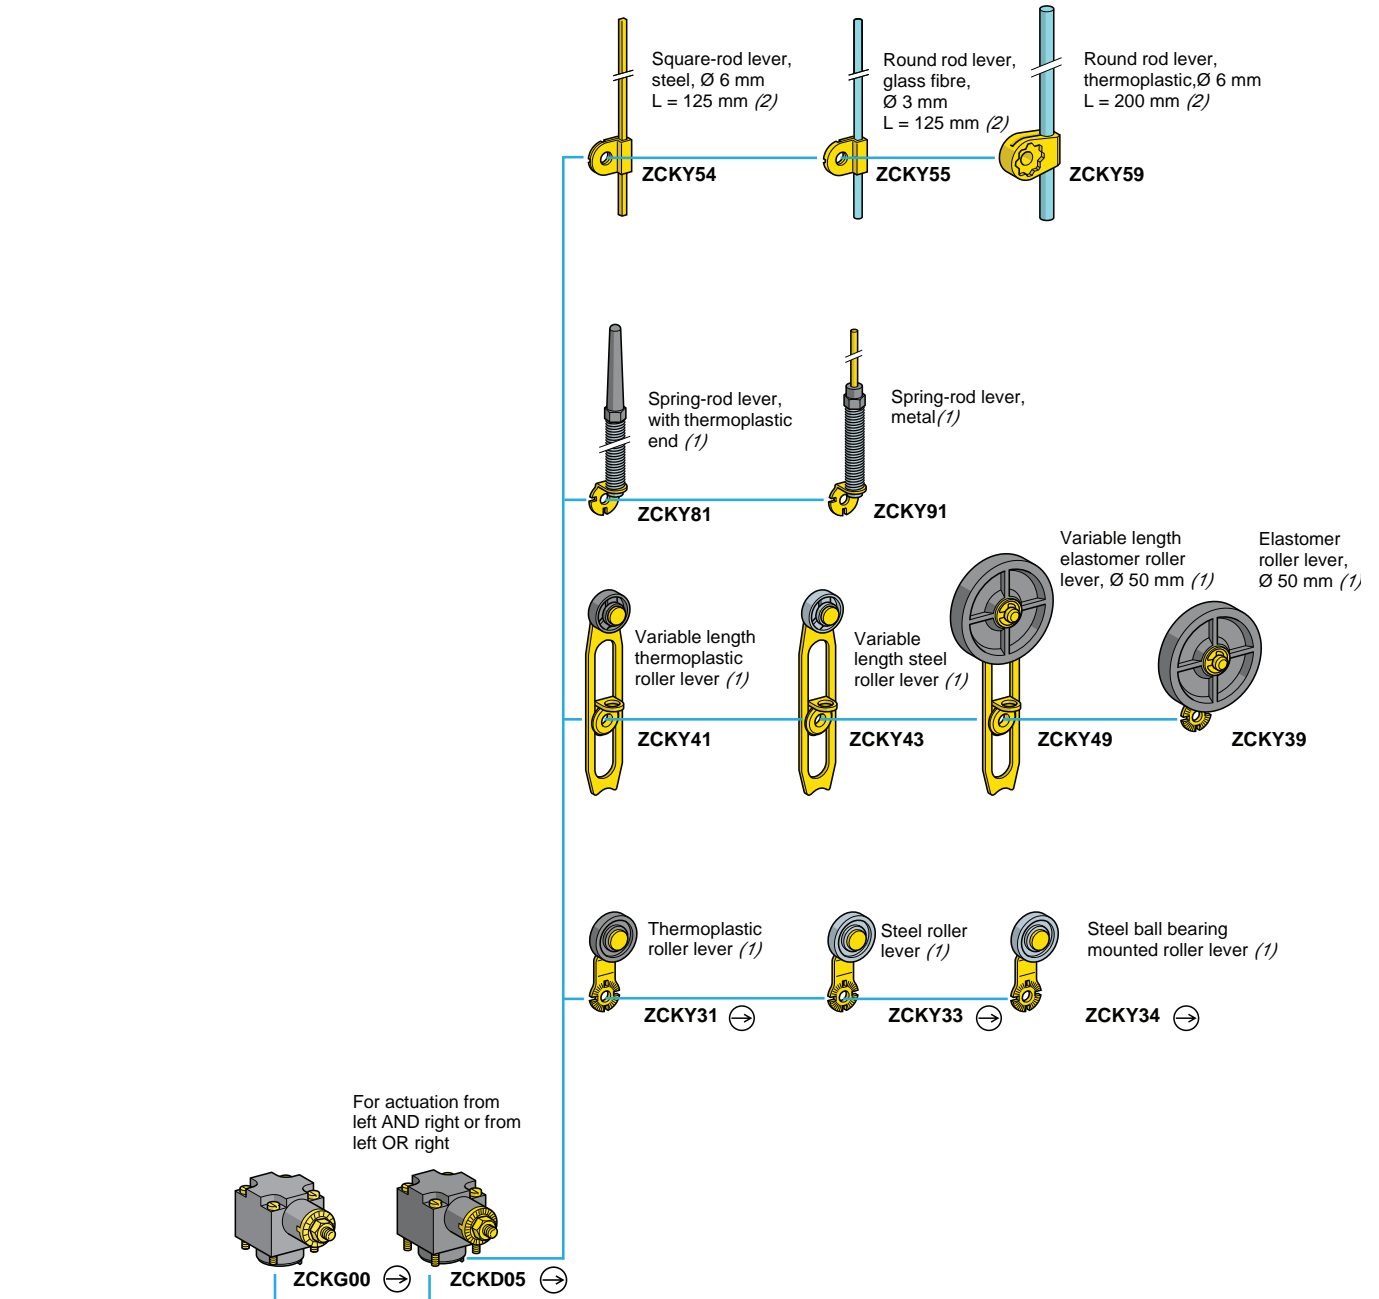 Square-rod lever,
steel, Ø 6 mm
L = 125 mm (2)
ZCKY54
Round rod lever,
glass fibre,
Ø 3 mm
L = 125 mm (2)
ZCKY55
Round rod lever,
thermoplastic,Ø 6 mm
L = 200 mm (2)
ZCKY59
Spring-rod lever,
with thermoplastic
end (1)
ZCKY81
Spring-rod lever,
metal(1)
ZCKY91
Variable length
thermoplastic
roller lever (1)
ZCKY41
Variable
length steel
roller lever (1)
ZCKY43
Variable length
elastomer roller
lever, Ø 50 mm (1)
ZCKY49
Elastomer
roller lever,
Ø 50 mm (1)
ZCKY39
Thermoplastic
roller lever (1)
ZCKY31
Steel roller
lever (1)
ZCKY33
Steel ball bearing
mounted roller lever (1)
ZCKY34
For actuation from
left AND right or from
left OR right
ZCKG00
ZCKD05